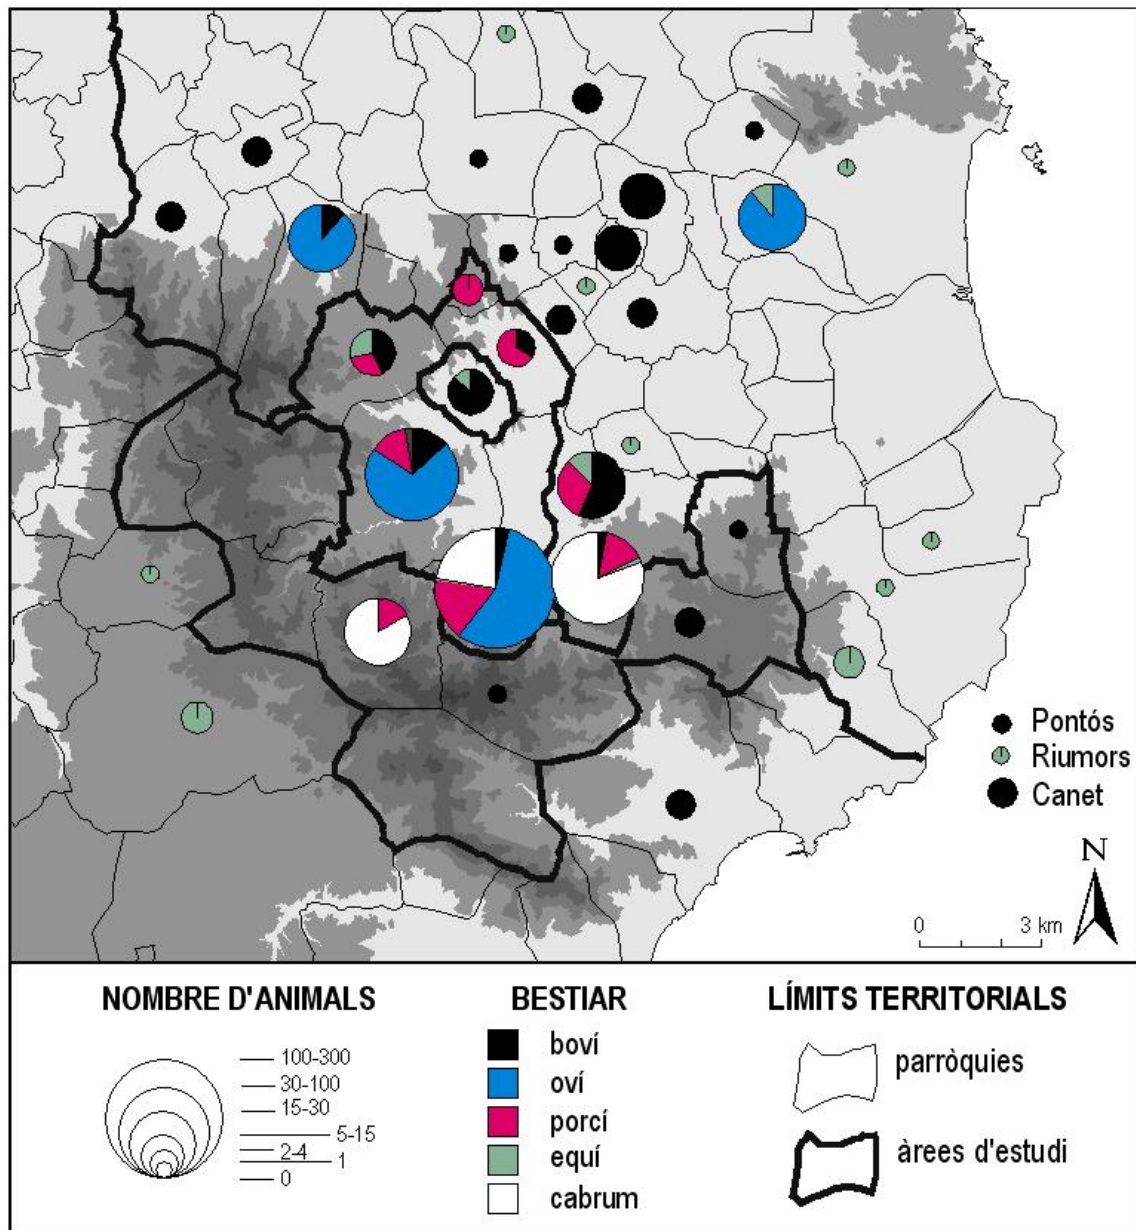 Pontós
Riumors
Canet
N
0 3 km
NOMBRE D'ANIMALS
100-300
30-100
15-30
5-15
2-4
1
0
BESTIAR
boví
oví
porcí
equí
cabrum
LÍMITS TERRITORIALS
parròquies
àrees d'estudi